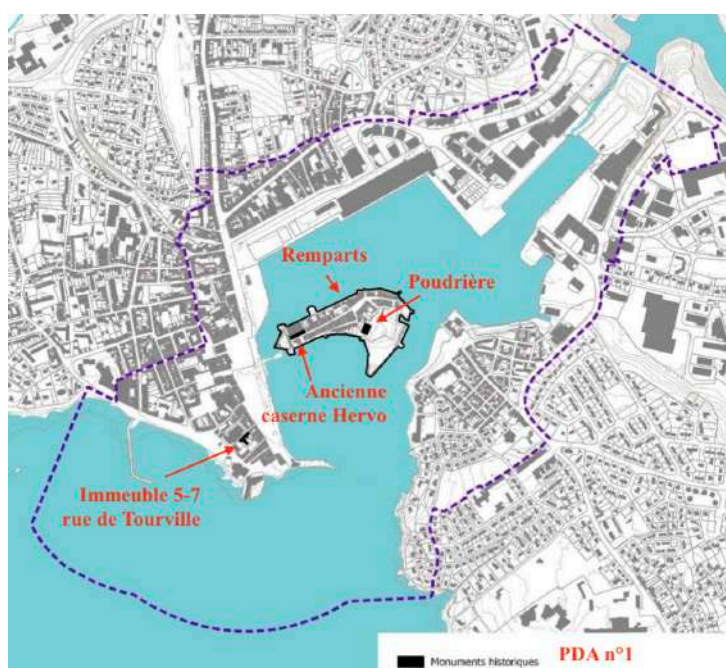 Remparts
Poudrière
Ancienne
caserne Hervo
Immeuble 5-7
rue de Tourville
PDA n°1
Monuments historiques